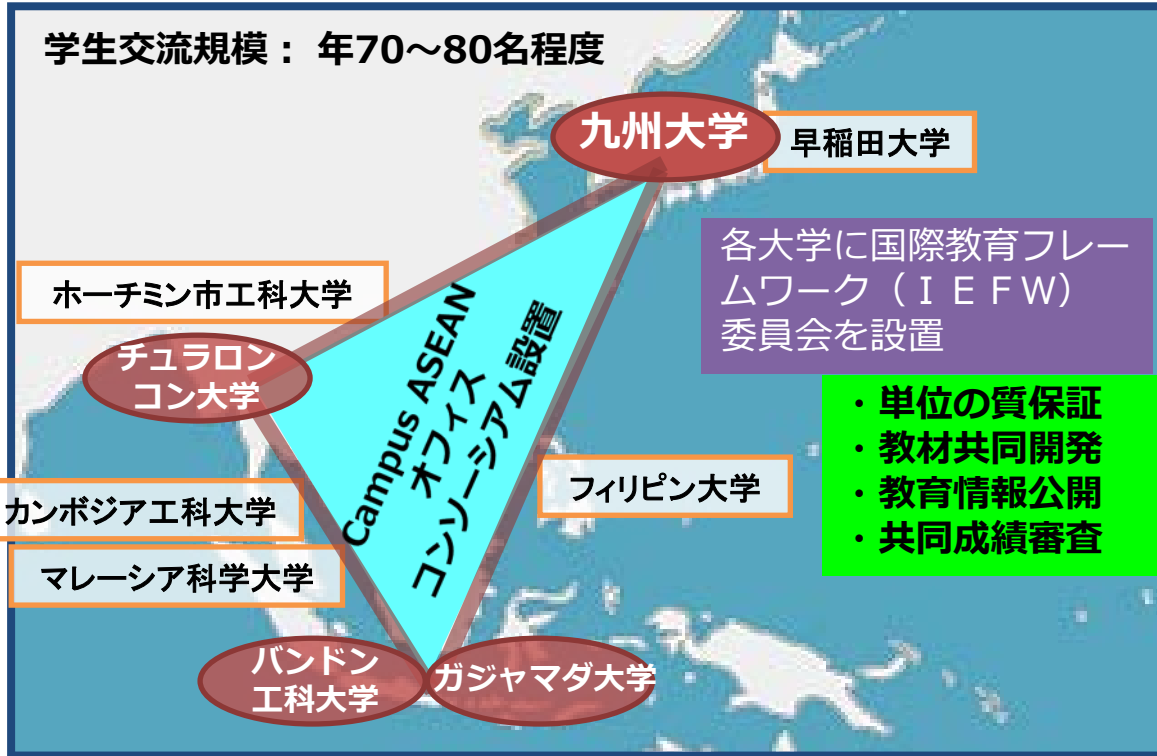 学生交流規模： 年70～80名程度
九州大学
早稲田大学
各大学に国際教育フレー
ムワーク（ＩＥＦＷ）
委員会を設置
ホーチミン市工科大学
チュラロン
コン大学
Campus ASEAN
オフィス
コンソーシアム設置
・単位の質保証
・教材共同開発
・教育情報公開
・共同成績審査
フィリピン大学
カンボジア工科大学
マレーシア科学大学
バンドン
工科大学
ガジャマダ大学